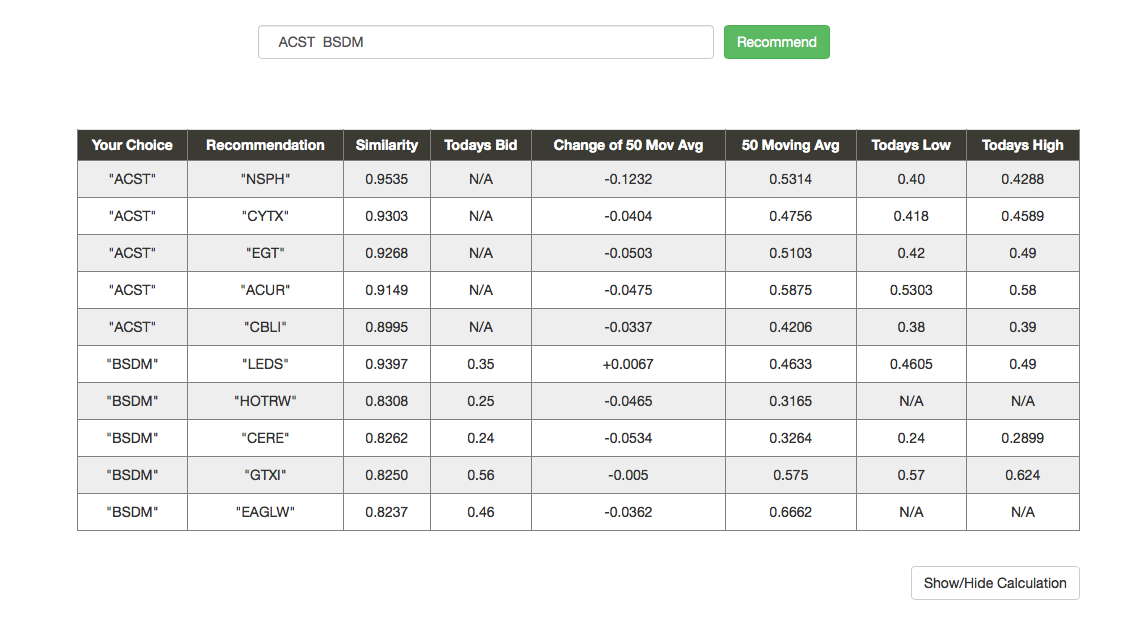 ACST BSDM Recommend
Your Choice Recommendation Similarity Todays Bid Change of 50 Mov Avg 50 Moving Avg Todays Low Todays High
"ACST" "NSPH" 0.9535 N/A -0.1232 0.5314 0.40 0.4288
"ACST" "CYTX" 0.9303 N/A -0.0404 0.4756 0.418 0.4589
"ACST" "EGT" 0.9268 N/A -0.0503 0.5103 0.42 0.49
"ACST" "ACUR" 0.9149 N/A -0.0475 0.5875 0.5303 0.58
"ACST" "CBLI" 0.8995 N/A -0.0337 0.4206 0.38 0.39
"BSDM" "LEDS" 0.9397 0.35 +0.0067 0.4633 0.4605 0.49
"BSDM" "HOTRW" 0.8308 0.25 -0.0465 0.3165 N/A N/A
"BSDM" "CERE" 0.8262 0.24 -0.0534 0.3264 0.24 0.2899
"BSDM" "GTXI" 0.8250 0.56 -0.005 0.575 0.57 0.624
"BSDM" "EAGLW" 0.8237 0.46 -0.0362 0.6662 N/A N/A
Show/Hide Calculation